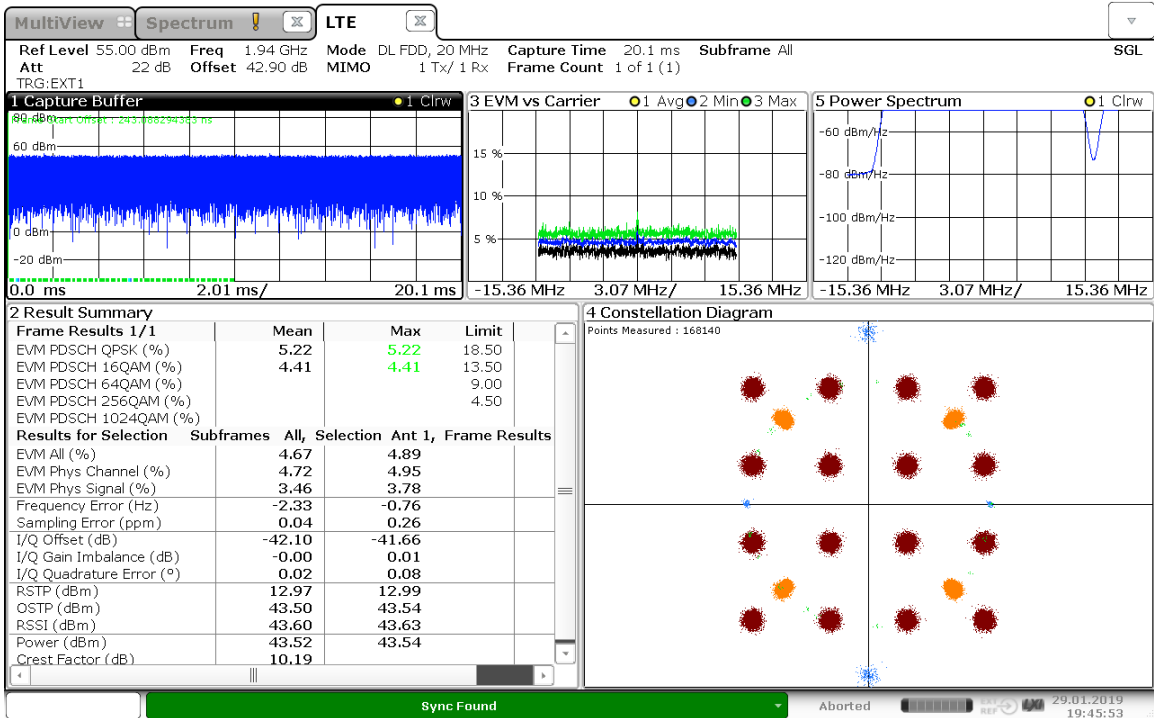 MultiView Spectrum LTE
Ref Level 55.00 dBm Freq 1.94 GHz Mode DL FDD, 20 MHz Capture Time 20.1 ms Subframe All SGL
Att 22 dB Offset 42.90 dB MIMO 1 Tx/ 1 Rx Frame Count 1 of 1 (1)
TRG:EXT1
1 Capture Buffer 1 Clrw
80 dBm
60 dBm
0 dBm
-20 dBm
0.0 ms 2.01 ms/ 20.1 ms
3 EVM vs Carrier 1 Avg 2 Min 3 Max
15 %
10 %
5 %
-15.36 MHz 3.07 MHz/ 15.36 MHz
5 Power Spectrum 1 Clrw
-60 dBm/Hz
-80 dBm/Hz
-100 dBm/Hz
-120 dBm/Hz
-15.36 MHz 3.07 MHz/ 15.36 MHz
2 Result Summary
Frame Results 1/1 Mean Max Limit
EVM PDSCH QPSK (%) 5.22 5.22 18.50
EVM PDSCH 16QAM (%) 4.41 4.41 13.50
EVM PDSCH 64QAM (%) 9.00
EVM PDSCH 256QAM (%) 4.50
EVM PDSCH 1024QAM (%)
Results for Selection Subframes All, Selection Ant 1, Frame Results
EVM All (%) 4.67 4.89
EVM Phys Channel (%) 4.72 4.95
EVM Phys Signal (%) 3.46 3.78
Frequency Error (Hz) -2.33 -0.76
Sampling Error (ppm) 0.04 0.26
I/Q Offset (dB) -42.10 -41.66
I/Q Gain Imbalance (dB) -0.00 0.01
I/Q Quadrature Error (°) 0.02 0.08
RSTP (dBm) 12.97 12.99
OSTP (dBm) 43.50 43.54
RSSI (dBm) 43.60 43.63
Power (dBm) 43.52 43.54
Crest Factor (dB) 10.19
4 Constellation Diagram
Points Measured : 168140
Sync Found
Aborted
EXT
REF
LXI
29.01.2019
19:45:53